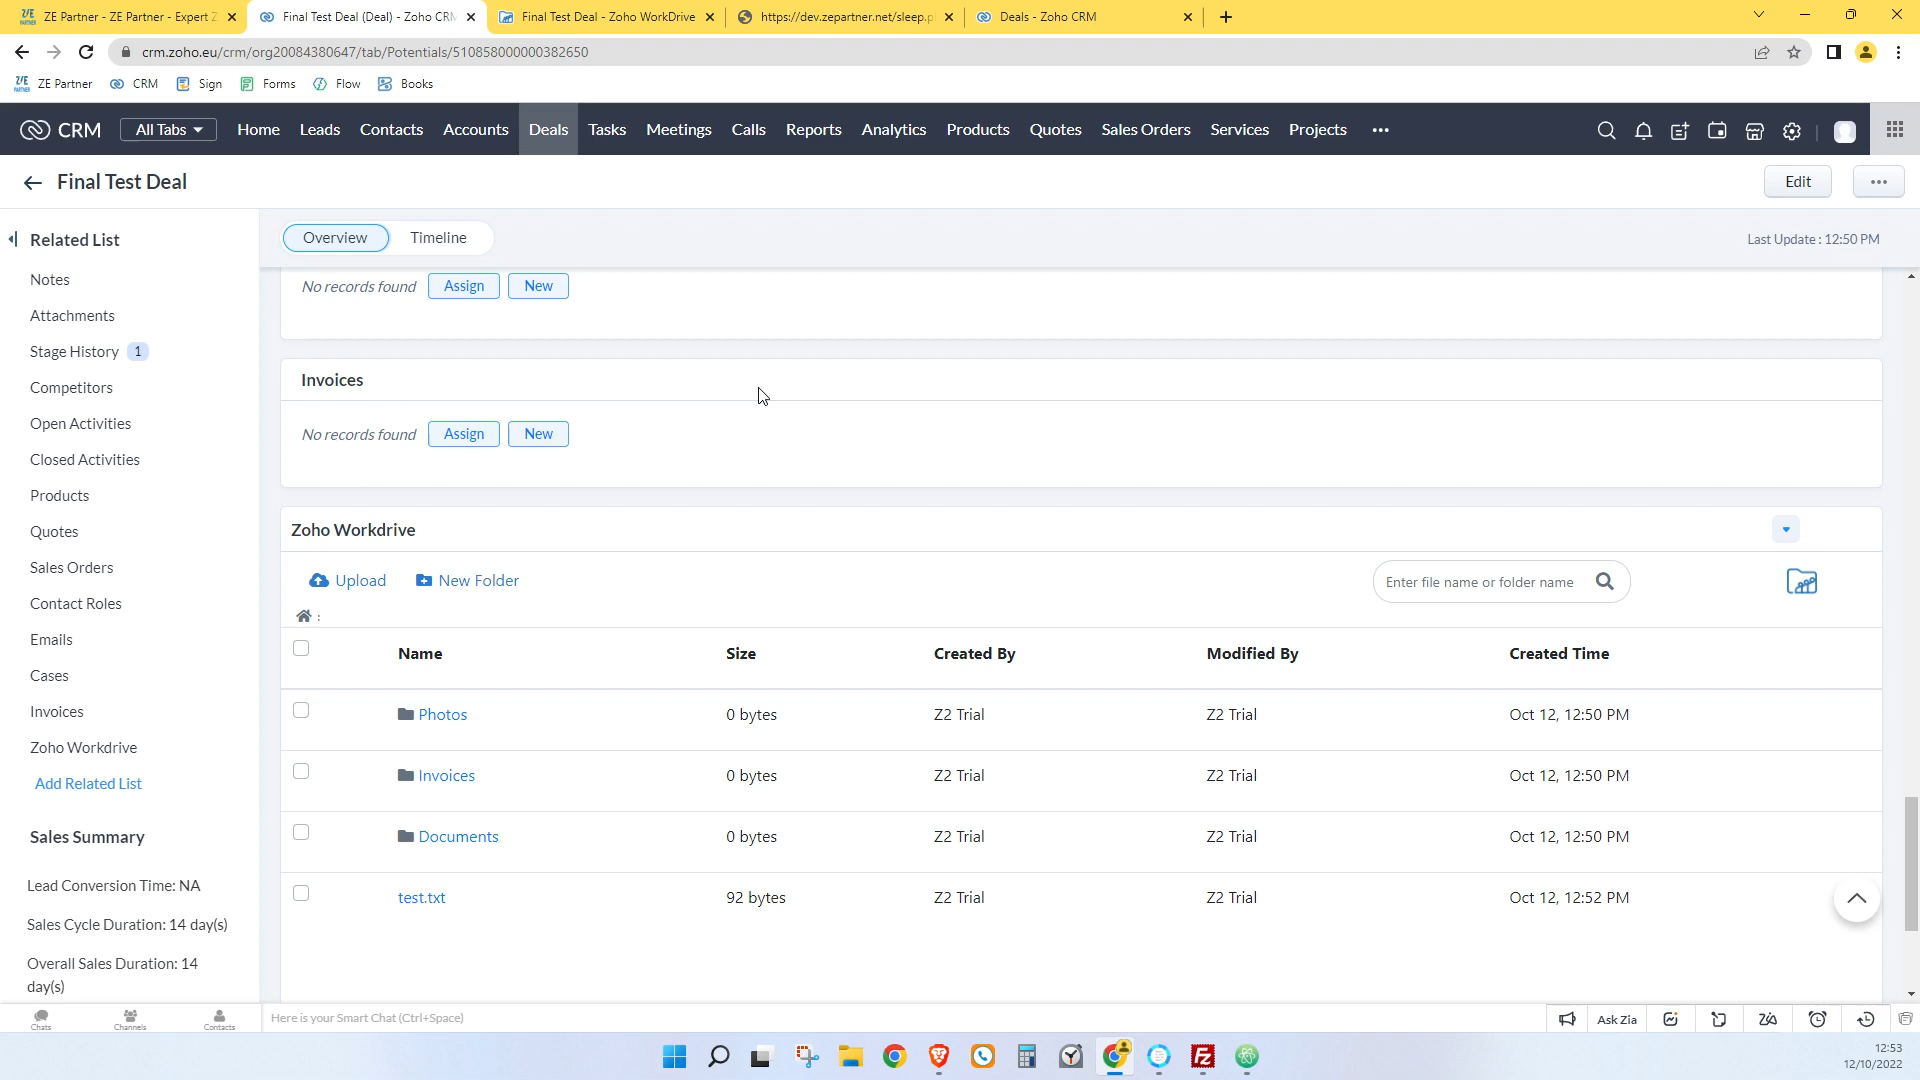 ZE Partner - ZE Partner - Expert Z
Final Test Deal (Deal) - Zoho CRM
Final Test Deal - Zoho WorkDrive
https://dev.zepartner.net/sleep.p
Deals - Zoho CRM
crm.zoho.eu/crm/org20084380647/tab/Potentials/510858000000382650
ZE Partner
CRM
Sign
Forms
Flow
Books
CRM
All Tabs
Home
Leads
Contacts
Accounts
Deals
Tasks
Meetings
Calls
Reports
Analytics
Products
Quotes
Sales Orders
Services
Projects
Final Test Deal
Edit
Related List
Overview
Timeline
Last Update : 12:50 PM
Notes
Attachments
Stage History 1
Competitors
Open Activities
Closed Activities
Products
Quotes
Sales Orders
Contact Roles
Emails
Cases
Invoices
Zoho Workdrive
Add Related List
Sales Summary
Lead Conversion Time: NA
Sales Cycle Duration: 14 day(s)
Overall Sales Duration: 14
day(s)
No records found Assign New
Invoices
No records found Assign New
Zoho Workdrive
Upload New Folder
Enter file name or folder name
:
Name Size Created By Modified By Created Time
Photos 0 bytes Z2 Trial Z2 Trial Oct 12, 12:50 PM
Invoices 0 bytes Z2 Trial Z2 Trial Oct 12, 12:50 PM
Documents 0 bytes Z2 Trial Z2 Trial Oct 12, 12:50 PM
test.txt 92 bytes Z2 Trial Z2 Trial Oct 12, 12:52 PM
Chats
Channels
Contacts
Here is your Smart Chat (Ctrl+Space)
Ask Zia
12:53
12/10/2022